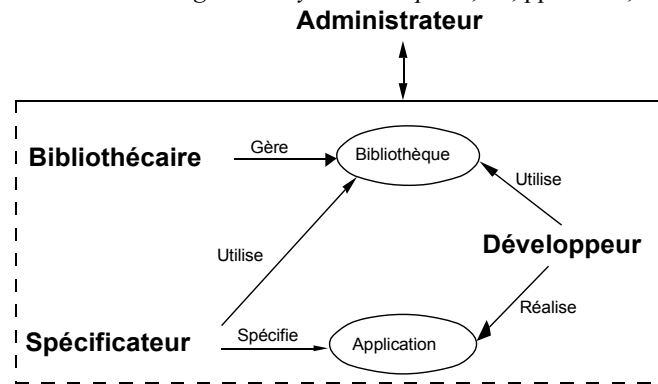 Administrateur
Bibliothécaire
Gère
Bibliothèque
Utilise
Développeur
Utilise
Réalise
Spécificateur
Spécifie
Application